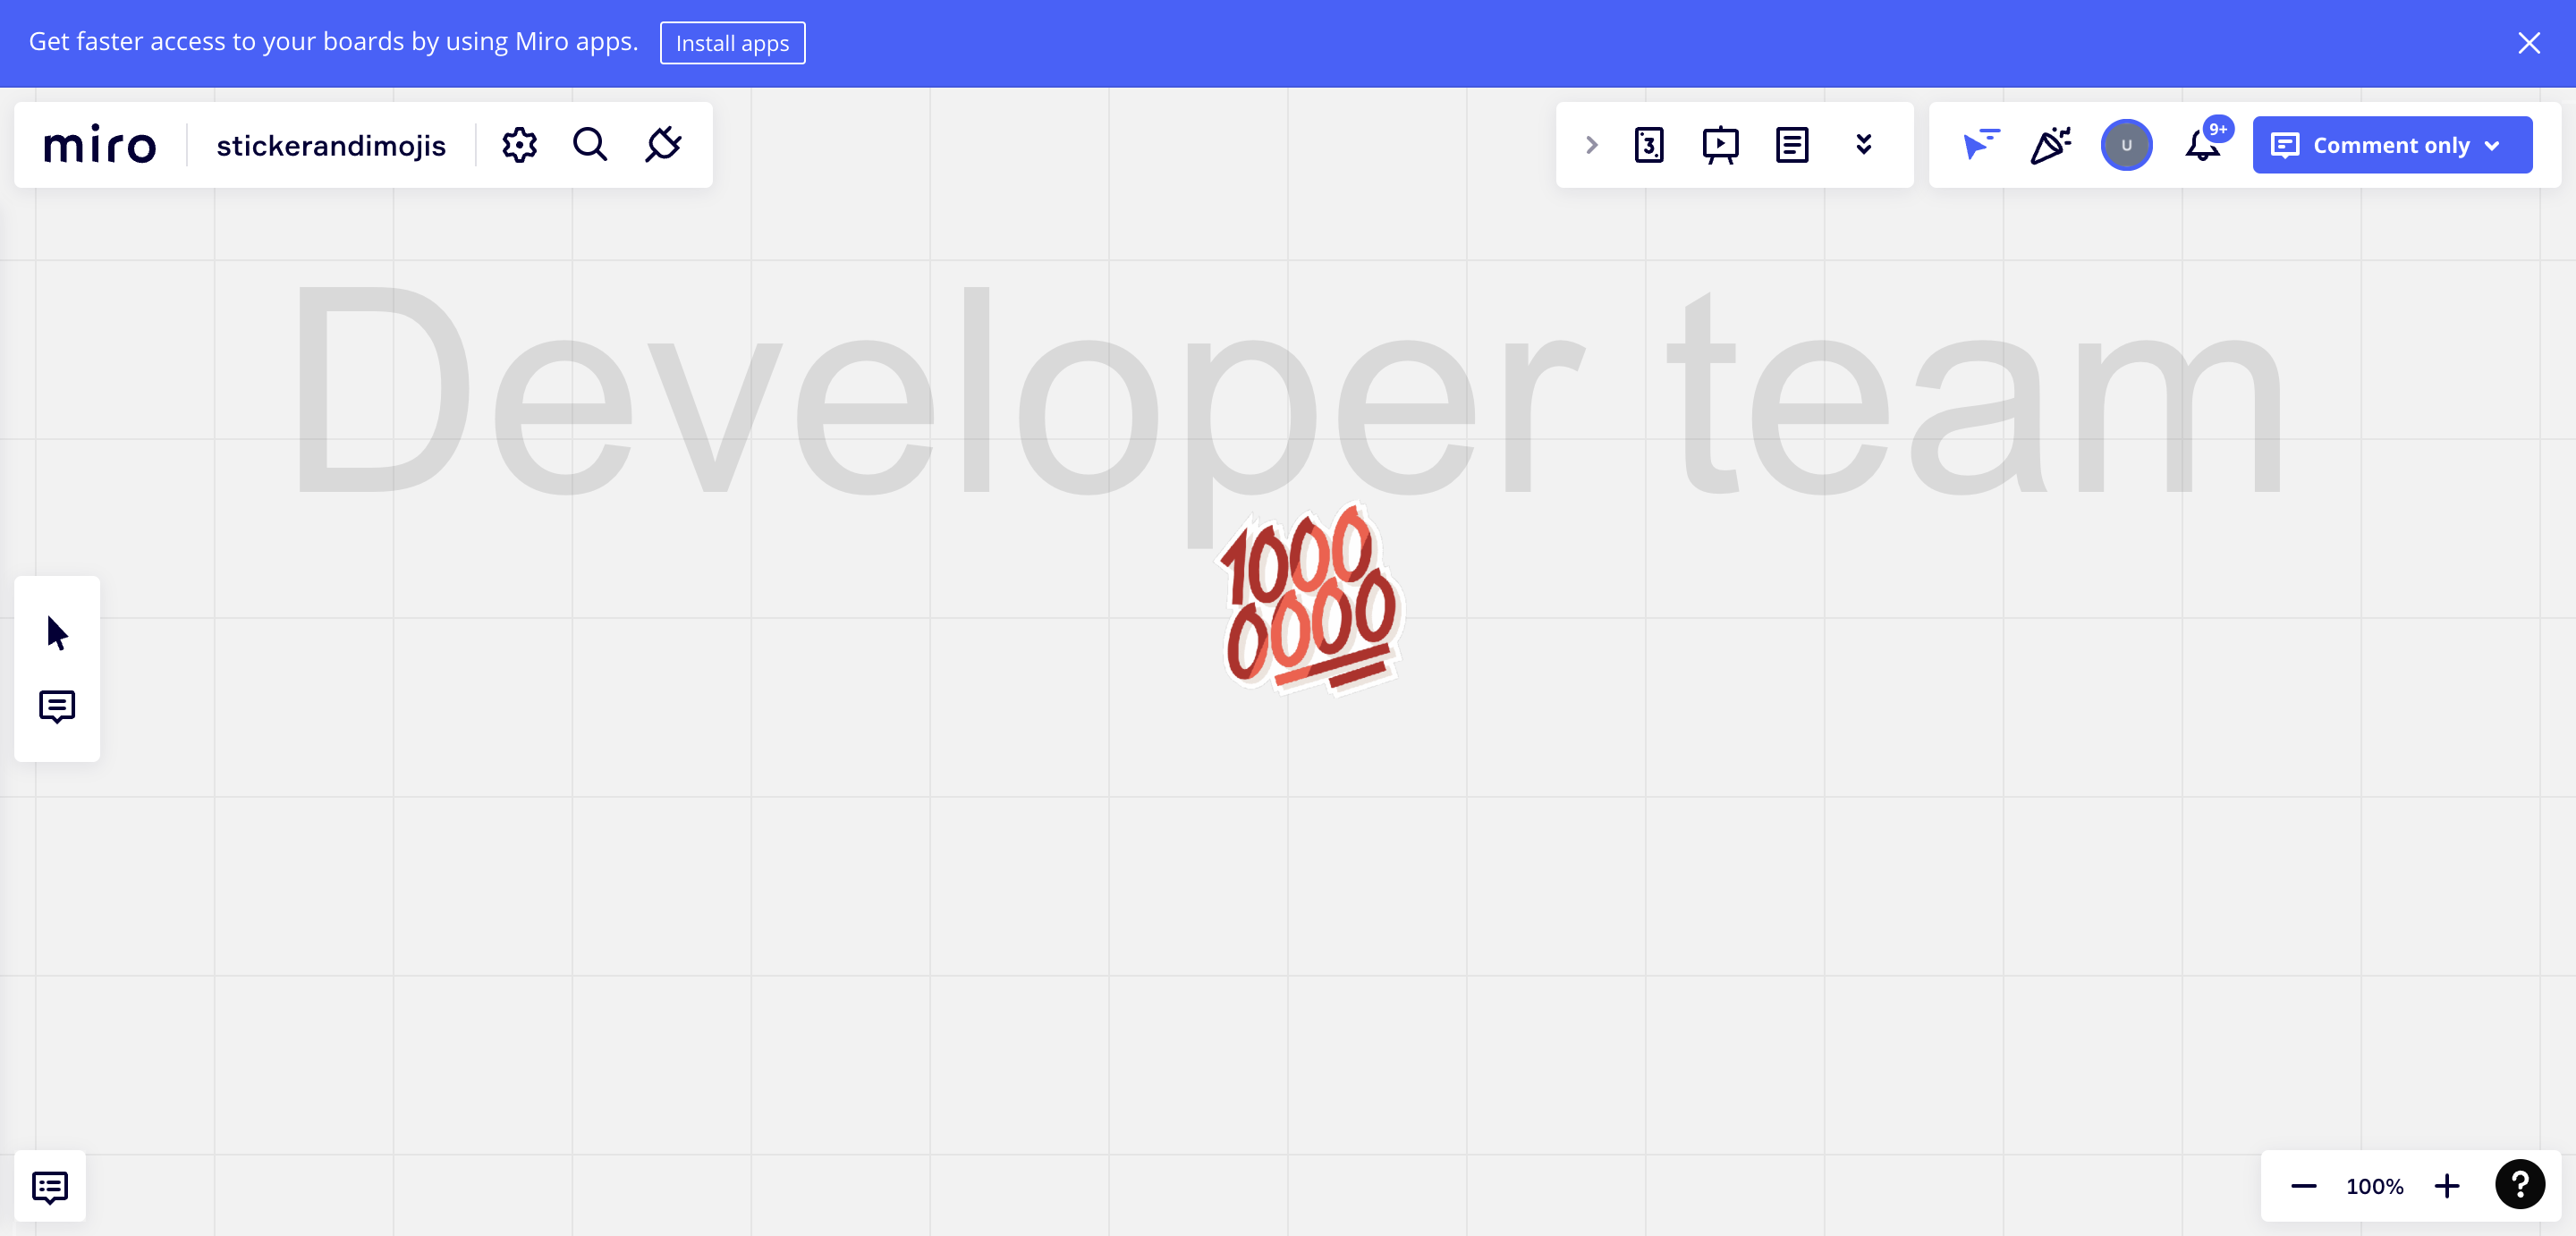 Get faster access to your boards by using Miro apps. Install apps
miro stickerandimojis 3 U 9+ Comment only
Developer team
1000
0000
100% ?